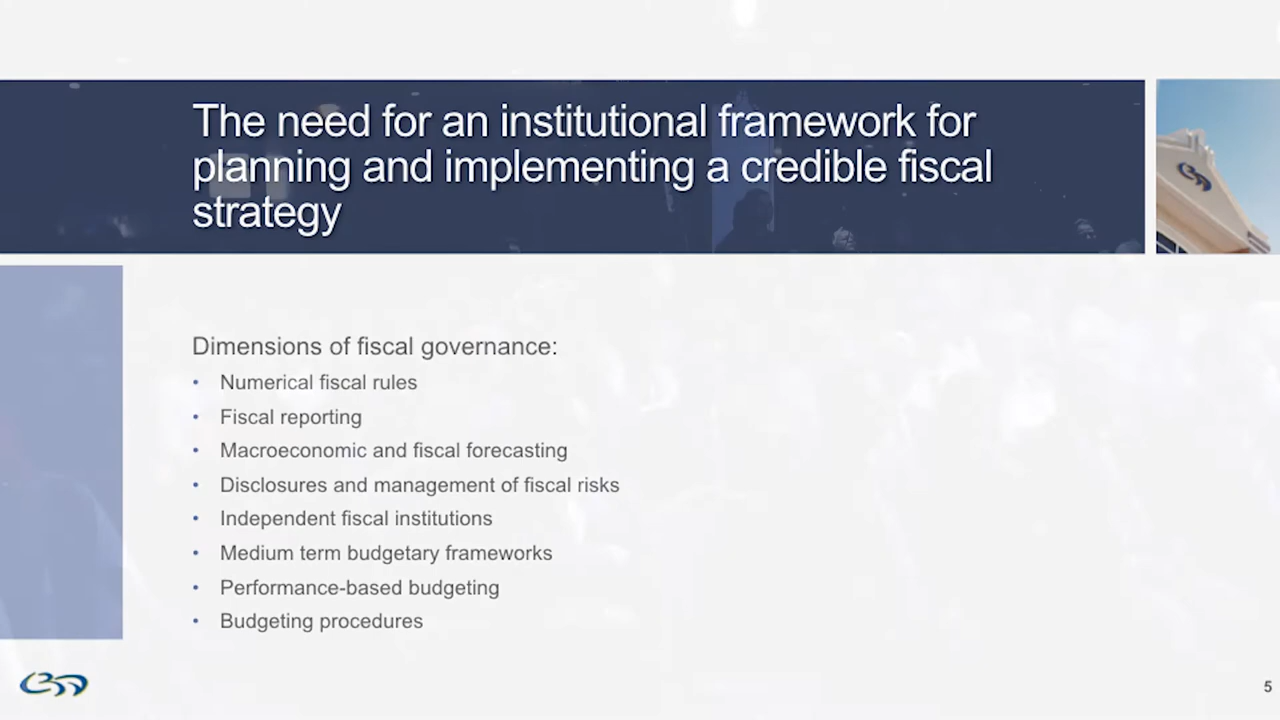 The need for an institutional framework for
planning and implementing a credible fiscal
strategy
Dimensions of fiscal governance:
• Numerical fiscal rules
• Fiscal reporting
• Macroeconomic and fiscal forecasting
• Disclosures and management of fiscal risks
• Independent fiscal institutions
• Medium term budgetary frameworks
• Performance-based budgeting
• Budgeting procedures
5